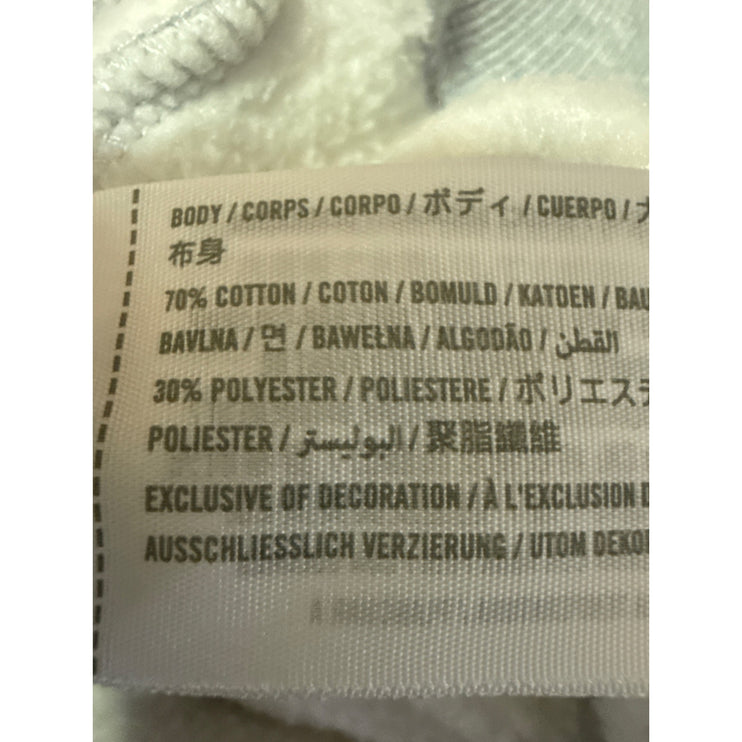 BODY / CORPS / CORPO / ボディ / CUERPO /
布身
70% COTTON / COTON / BOMULD / KATOEN / BAU
BAVLNA / 면 / BAWEŁNA / ALGODÃO / القطن
30% POLYESTER / POLIESTERE / ポリエステ
POLIESTER / البوليستر / 聚脂纖維
EXCLUSIVE OF DECORATION / À L'EXCLUSION D
AUSSCHLIESSLICH VERZIERUNG / UTOM DEKO